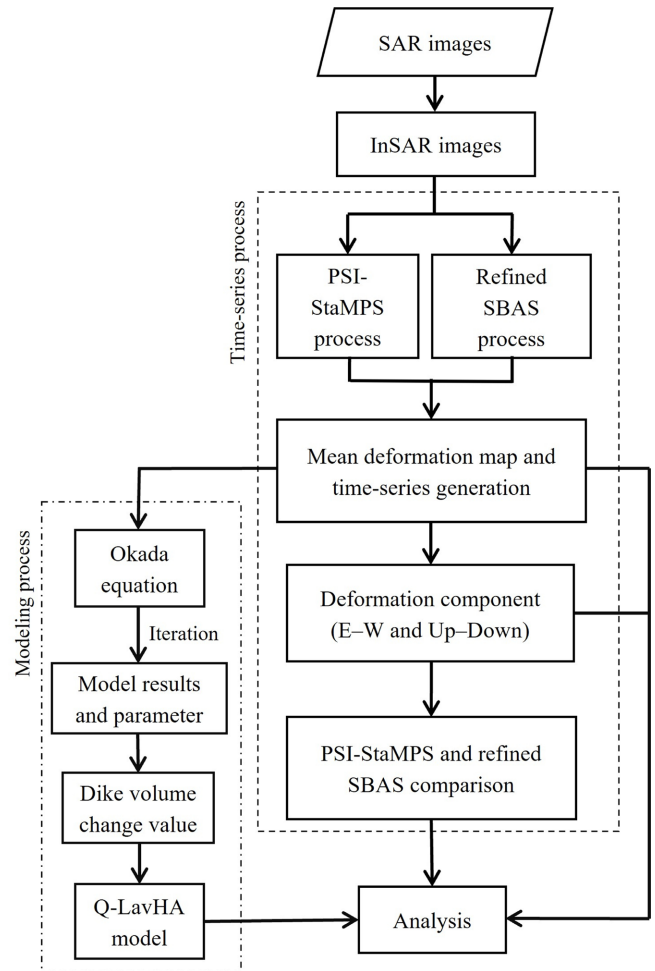 SAR images
InSAR images
Time-series process
PSI-
StaMPS
process
Refined
SBAS
process
Mean deformation map and
time-series generation
Modeling process
Okada
equation
Iteration
Deformation component
(E–W and Up–Down)
Model results
and parameter
PSI-StaMPS and refined
SBAS comparison
Dike volume
change value
Q-LavHA
model
Analysis